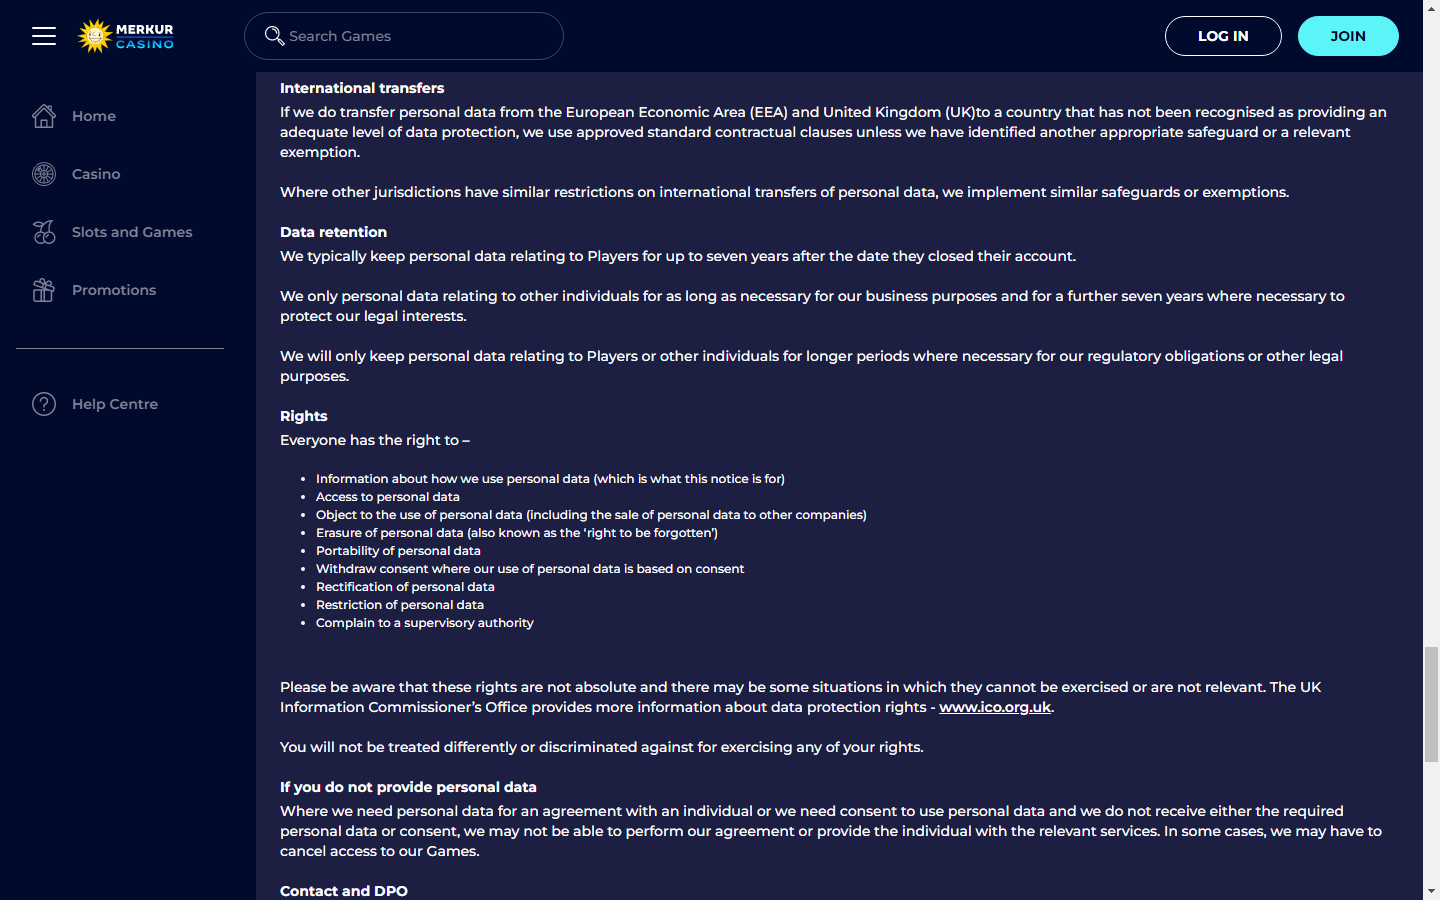 MERKUR
CASINO
Search Games
LOG IN
JOIN
Home
Casino
Slots and Games
Promotions
Help Centre
International transfers
If we do transfer personal data from the European Economic Area (EEA) and United Kingdom (UK)to a country that has not been recognised as providing an
adequate level of data protection, we use approved standard contractual clauses unless we have identified another appropriate safeguard or a relevant
exemption.
Where other jurisdictions have similar restrictions on international transfers of personal data, we implement similar safeguards or exemptions.
Data retention
We typically keep personal data relating to Players for up to seven years after the date they closed their account.
We only personal data relating to other individuals for as long as necessary for our business purposes and for a further seven years where necessary to
protect our legal interests.
We will only keep personal data relating to Players or other individuals for longer periods where necessary for our regulatory obligations or other legal
purposes.
Rights
Everyone has the right to –
• Information about how we use personal data (which is what this notice is for)
• Access to personal data
• Object to the use of personal data (including the sale of personal data to other companies)
• Erasure of personal data (also known as the ‘right to be forgotten’)
• Portability of personal data
• Withdraw consent where our use of personal data is based on consent
• Rectification of personal data
• Restriction of personal data
• Complain to a supervisory authority
Please be aware that these rights are not absolute and there may be some situations in which they cannot be exercised or are not relevant. The UK
Information Commissioner’s Office provides more information about data protection rights - www.ico.org.uk.
You will not be treated differently or discriminated against for exercising any of your rights.
If you do not provide personal data
Where we need personal data for an agreement with an individual or we need consent to use personal data and we do not receive either the required
personal data or consent, we may not be able to perform our agreement or provide the individual with the relevant services. In some cases, we may have to
cancel access to our Games.
Contact and DPO